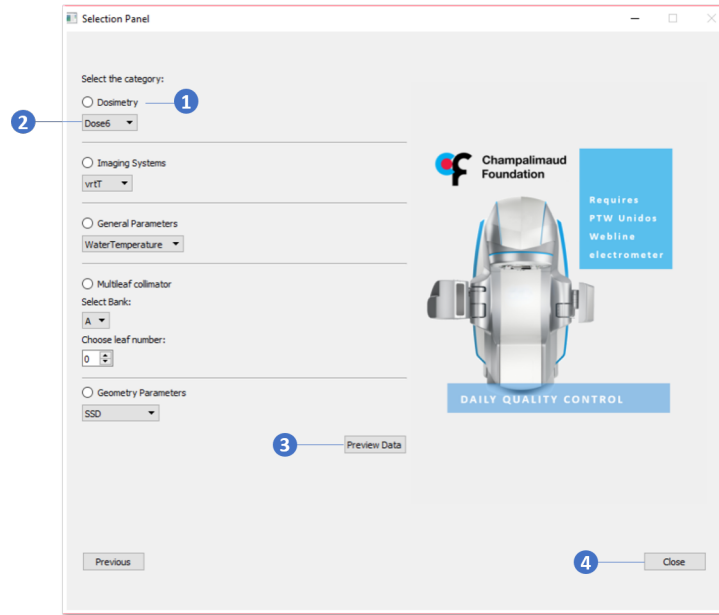 Selection Panel
Select the category:
Dosimetry
1
2
Dose6
Imaging Systems
vrtT
General Parameters
WaterTemperature
Multileaf collimator
Select Bank:
A
Choose leaf number:
0
Geometry Parameters
SSD
3
Preview Data
Previous
4
Close
Champalimaud
Foundation
Requires
PTW Unidos
Webline
electrometer
DAILY QUALITY CONTROL